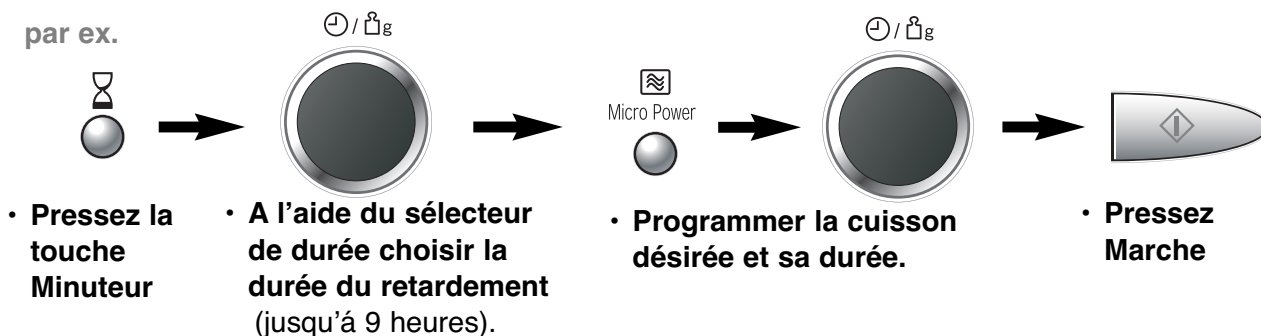 par ex.
/ g
/ g
Micro Power
• Pressez la
touche
Minuteur
• A l'aide du sélecteur
de durée choisir la
durée du retardement
(jusqu'á 9 heures).
• Programmer la cuisson
désirée et sa durée.
• Pressez
Marche